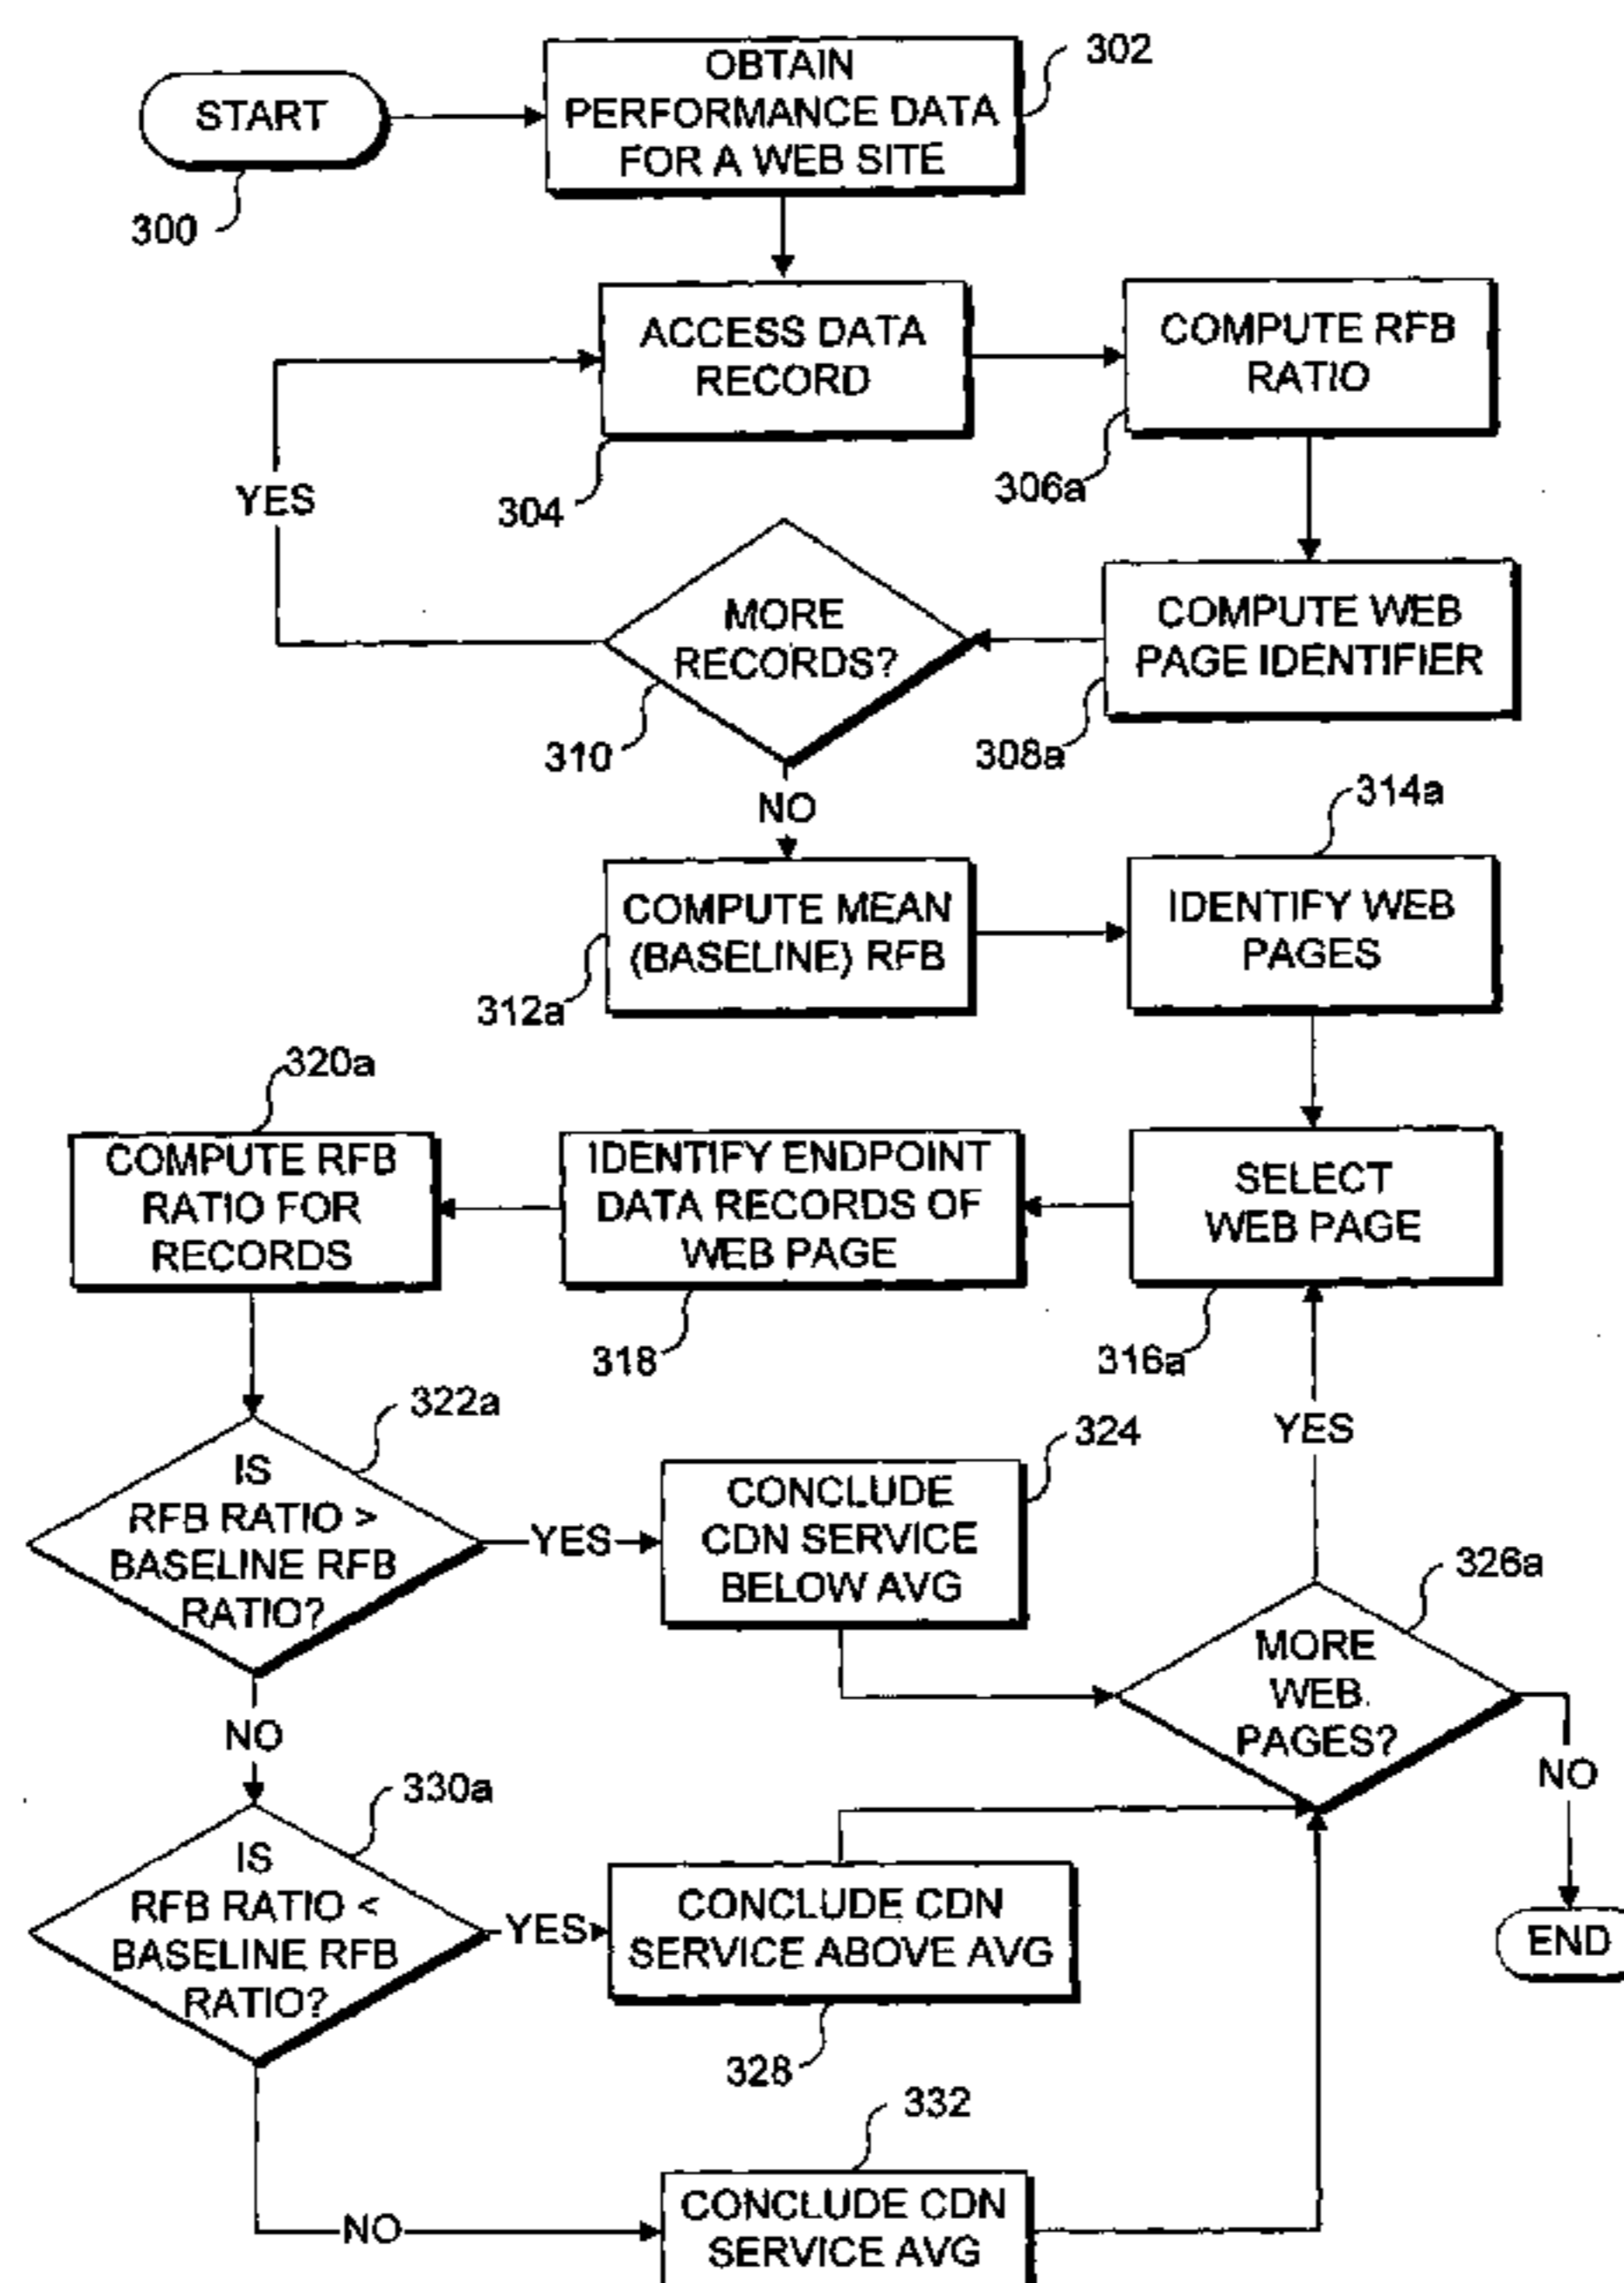 START
300
OBTAIN
PERFORMANCE DATA
FOR A WEB SITE
302
ACCESS DATA
RECORD
304
COMPUTE RFB
RATIO
306a
COMPUTE WEB
PAGE IDENTIFIER
308a
MORE
RECORDS?
310
YES
NO
COMPUTE MEAN
(BASELINE) RFB
312a
IDENTIFY WEB
PAGES
314a
SELECT
WEB PAGE
316a
IDENTIFY ENDPOINT
DATA RECORDS OF
WEB PAGE
318
COMPUTE RFB
RATIO FOR
RECORDS
320a
IS
RFB RATIO >
BASELINE RFB
RATIO?
322a
YES
CONCLUDE
CDN SERVICE
BELOW AVG
324
NO
IS
RFB RATIO <
BASELINE RFB
RATIO?
330a
YES
CONCLUDE CDN
SERVICE ABOVE AVG
328
NO
CONCLUDE CDN
SERVICE AVG
332
MORE
WEB.
PAGES?
326a
YES
NO
END